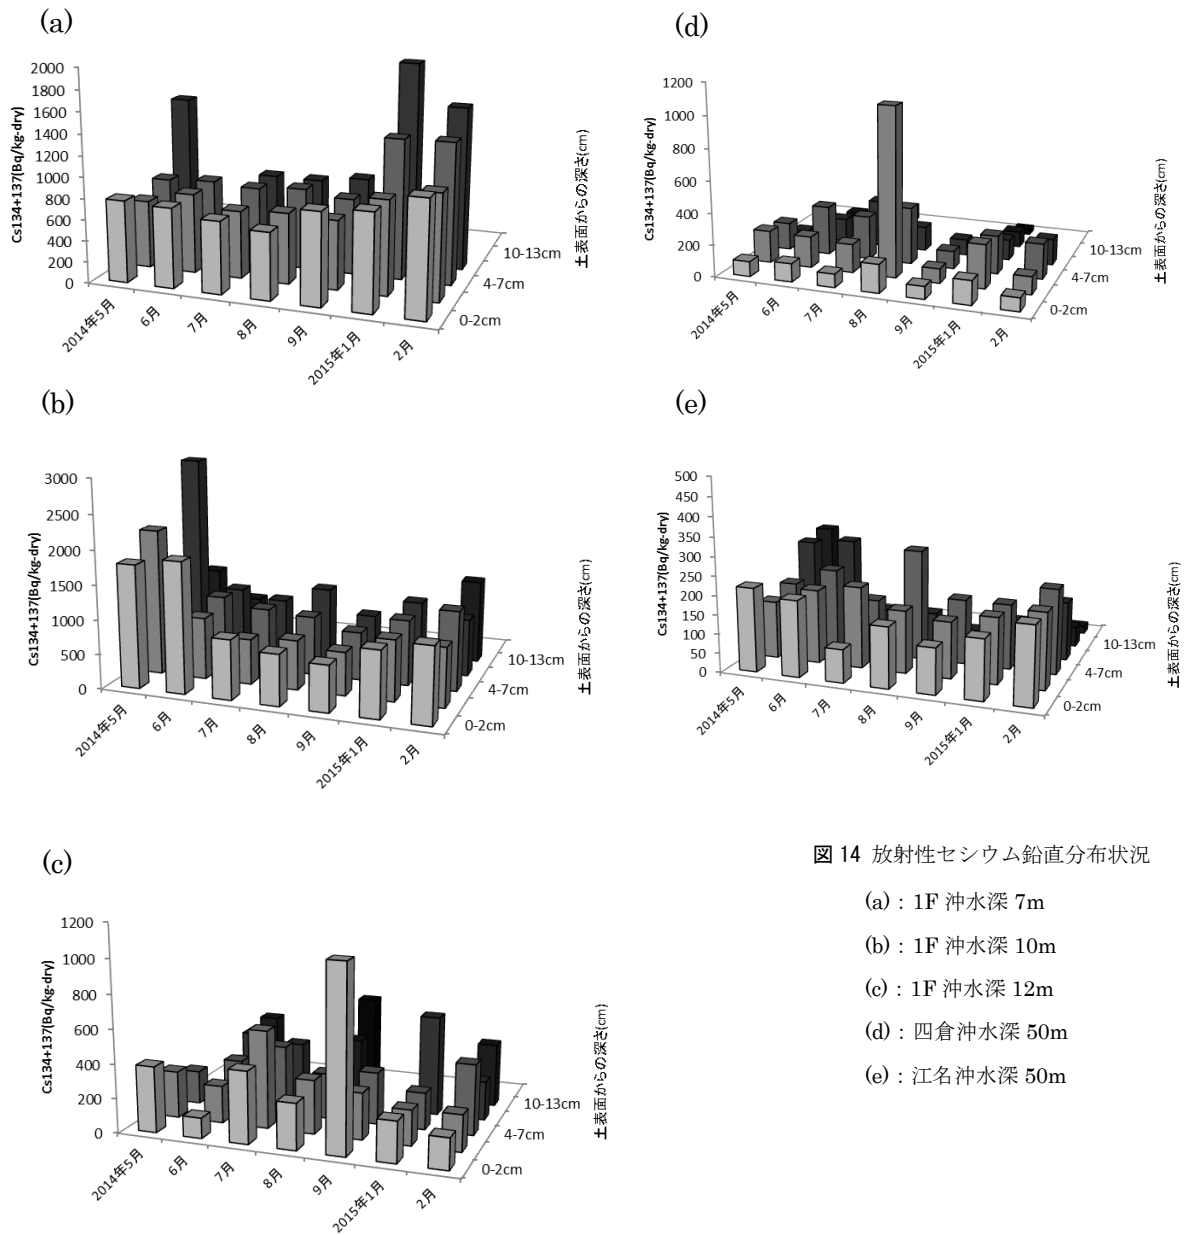 (a)
2000
1800
1600
1400
1200
1000
800
600
400
200
0
Cs134+137(Bq/kg-dry)
2014年5月
6月
7月
8月
9月
2015年1月
2月
10-13cm
4-7cm
0-2cm
土表面からの深さ(cm)
(d)
1200
1000
800
600
400
200
0
Cs134+137(Bq/kg-dry)
2014年5月
6月
7月
8月
9月
2015年1月
2月
10-13cm
4-7cm
0-2cm
土表面からの深さ(cm)
(b)
3000
2500
2000
1500
1000
500
0
Cs134+137(Bq/kg-dry)
2014年5月
6月
7月
8月
9月
2015年1月
2月
10-13cm
4-7cm
0-2cm
土表面からの深さ(cm)
(e)
500
450
400
350
300
250
200
150
100
50
0
Cs134+137(Bq/kg-dry)
2014年5月
6月
7月
8月
9月
2015年1月
2月
10-13cm
4-7cm
0-2cm
土表面からの深さ(cm)
(c)
1200
1000
800
600
400
200
0
Cs134+137(Bq/kg-dry)
2014年5月
6月
7月
8月
9月
2015年1月
2月
10-13cm
4-7cm
0-2cm
土表面からの深さ(cm)
図 14 放射性セシウム鉛直分布状況
(a)：1F 沖水深 7m
(b)：1F 沖水深 10m
(c)：1F 沖水深 12m
(d)：四倉沖水深 50m
(e)：江名沖水深 50m